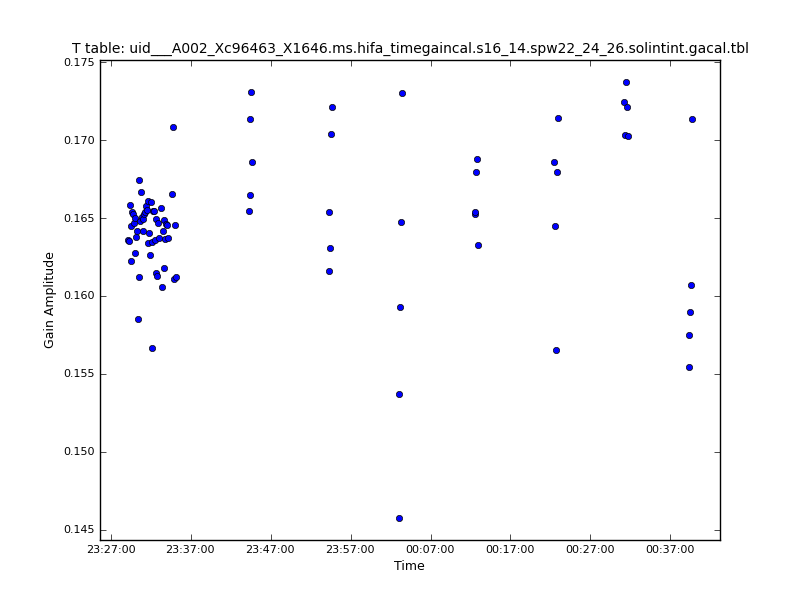 T table: uid___A002_Xc96463_X1646.ms.hifa_timegaincal.s16_14.spw22_24_26.solintint.gacal.tbl
0.175
0.170
0.165
0.160
0.155
0.150
0.145
Gain Amplitude
23:27:00 23:37:00 23:47:00 23:57:00 00:07:00 00:17:00 00:27:00 00:37:00
Time